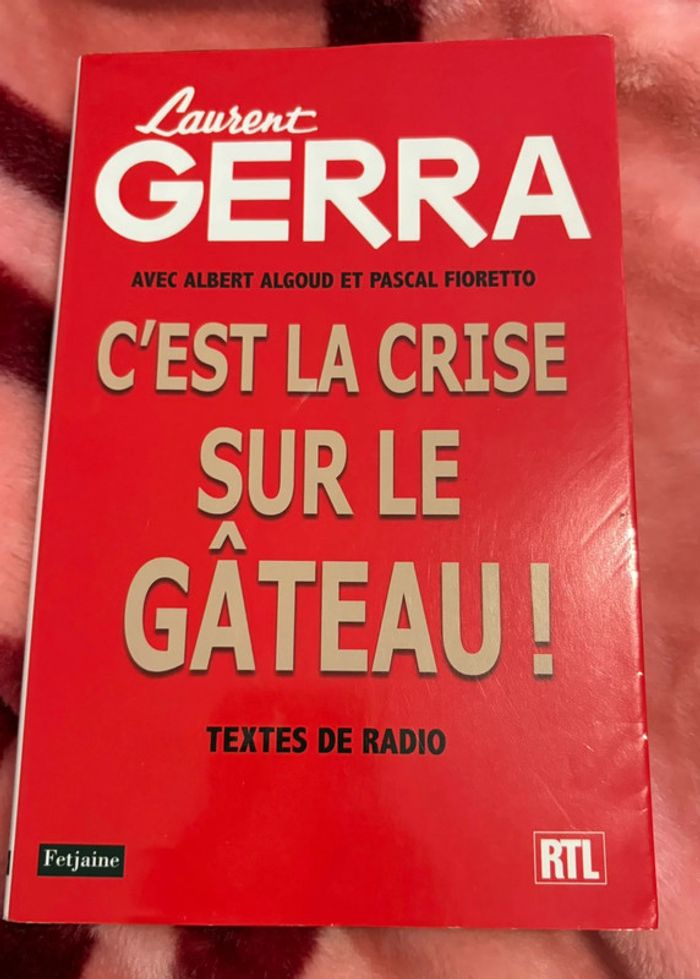 Laurent
GERRA
AVEC ALBERT ALGOUD ET PASCAL FIORETTO
C'EST LA CRISE
SUR LE
GÂTEAU !
TEXTES DE RADIO
Fetjaine
RTL